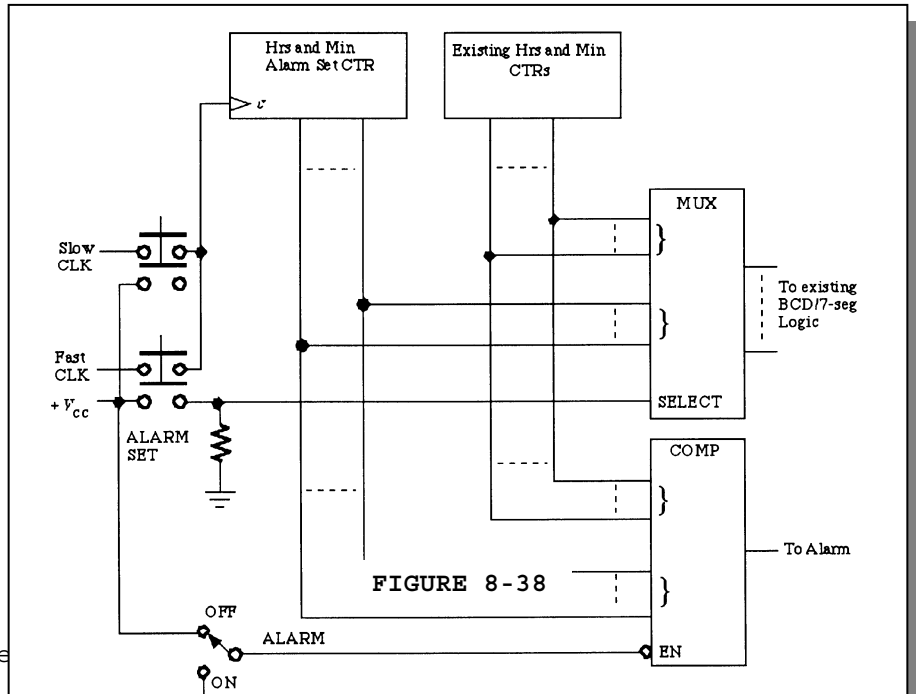 Hrs and Min
Alarm Set CTR
Existing Hrs and Min
CTRs
C
MUX
Slow
CLK
}
}
To existing
BCD/7-seg
Logic
Fast
CLK
+ VCC
SELECT
ALARM
SET
COMP
}
To Alarm
}
FIGURE 8-38
OFF
ALARM
EN
ON
e